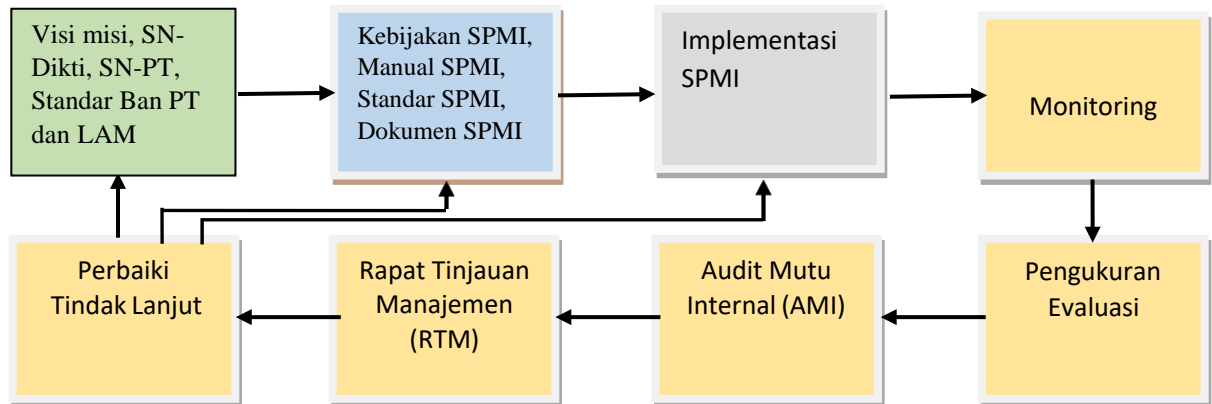 Visi misi, SN-
Dikti, SN-PT,
Standar Ban PT
dan LAM
Kebijakan SPMI,
Manual SPMI,
Standar SPMI,
Dokumen SPMI
Implementasi
SPMI
Monitoring
Perbaiki
Tindak Lanjut
Rapat Tinjauan
Manajemen
(RTM)
Audit Mutu
Internal (AMI)
Pengukuran
Evaluasi